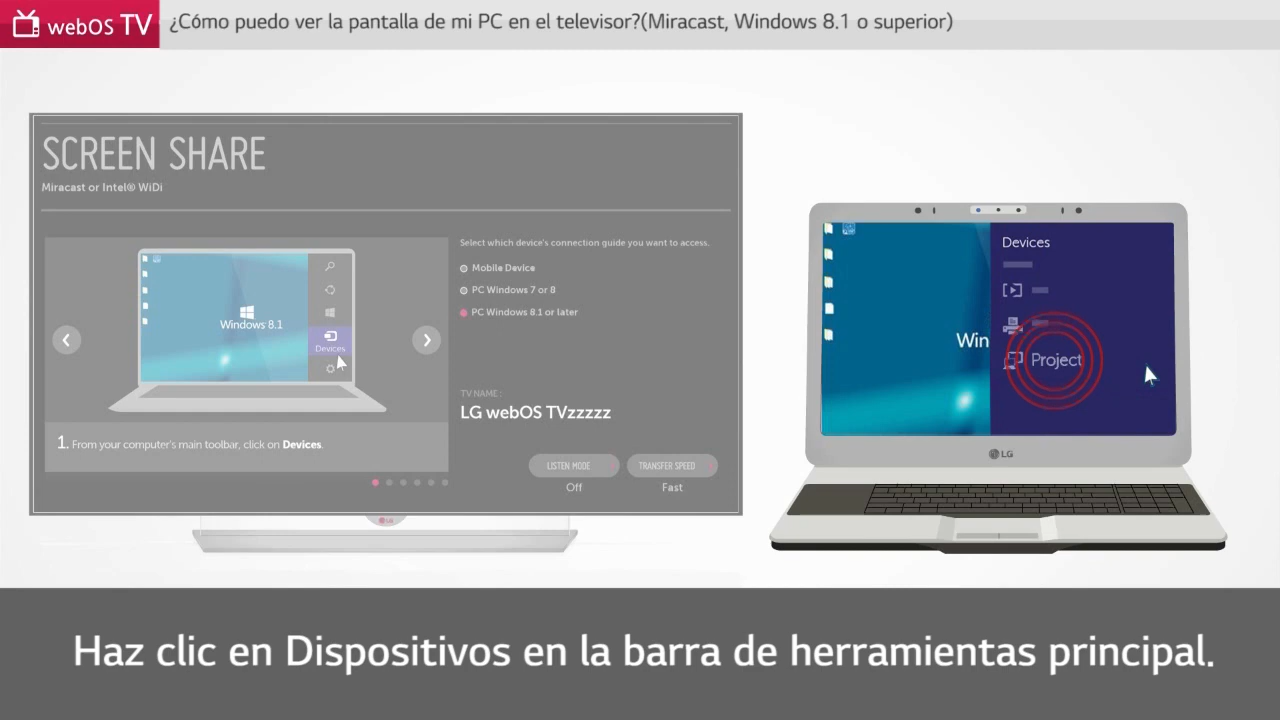 webOS TV
¿Cómo puedo ver la pantalla de mi PC en el televisor?(Miracast, Windows 8.1 o superior)
SCREEN SHARE
Miracast or Intel® WiDi
Windows 8.1
Devices
1. From your computer's main toolbar, click on Devices.
Select which device's connection guide you want to access.
Mobile Device
PC Windows 7 or 8
PC Windows 8.1 or later
TV NAME :
LG webOS TVzzzzz
LISTEN MODE
TRANSFER SPEED
Off
Fast
LG
Devices
Win
Project
LG
Haz clic en Dispositivos en la barra de herramientas principal.